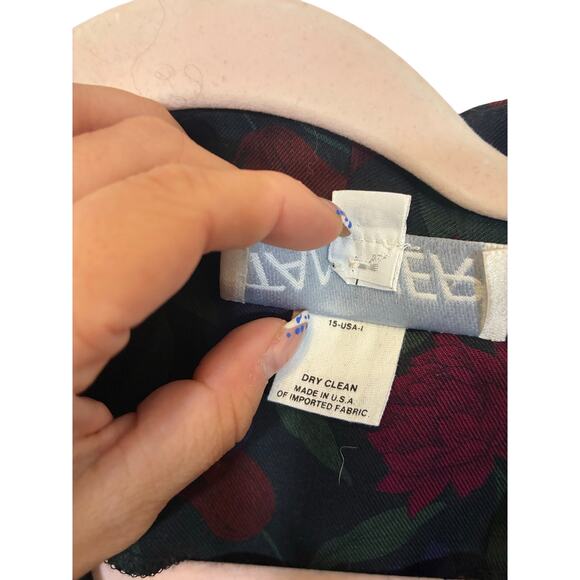 15-USA-I
DRY CLEAN
MADE IN U.S.A
OF IMPORTED FABRIC